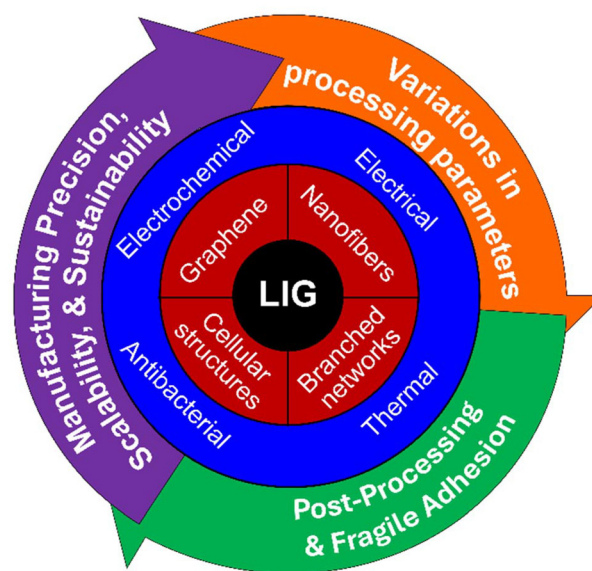 Manufacturing Precision,
Scalability, & Sustainability
Variations in
processing parameters
Post-Processing
& Fragile Adhesion
Electrochemical
Electrical
Antibacterial
Thermal
Graphene
Nanofibers
Cellular
structures
Branched
networks
LIG